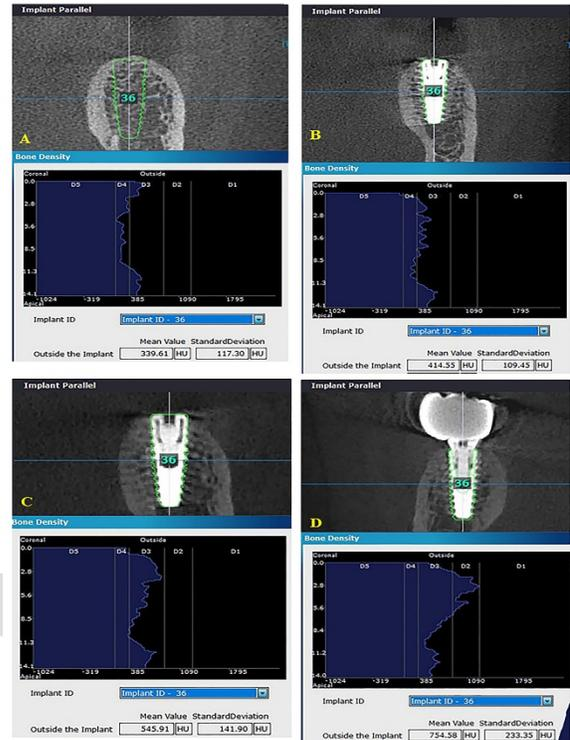 Implant Parallel
36
A
Bone Density
Coronal Outside
D5 D4 D3 D2 D1
0.0
2.8
5.6
8.5
11.3
14.1
-1024 -319 385 1090 1795
Apical
Implant ID Implant ID - 36
Mean Value StandardDeviation
Outside the Implant 339.61 HU 117.30 HU
Implant Parallel
36
B
Bone Density
Coronal Outside
D5 D4 D3 D2 D1
0.0
2.8
5.6
8.5
11.3
14.1
-1024 -319 385 1090 1795
Apical
Implant ID Implant ID - 36
Mean Value StandardDeviation
Outside the Implant 414.55 HU 109.45 HU
Implant Parallel
36
C
Bone Density
Coronal Outside
D5 D4 D3 D2 D1
0.0
2.8
5.6
8.4
11.3
14.1
-1024 -319 385 1090 1795
Apical
Implant ID Implant ID - 36
Mean Value StandardDeviation
Outside the Implant 545.91 HU 141.90 HU
Implant Parallel
36
D
Bone Density
Coronal Outside
D5 D4 D3 D2 D1
0.0
2.8
5.6
8.4
11.2
14.0
-1024 -319 385 1090 1795
Apical
Implant ID Implant ID - 36
Mean Value StandardDeviation
Outside the Implant 754.58 HU 233.35 HU